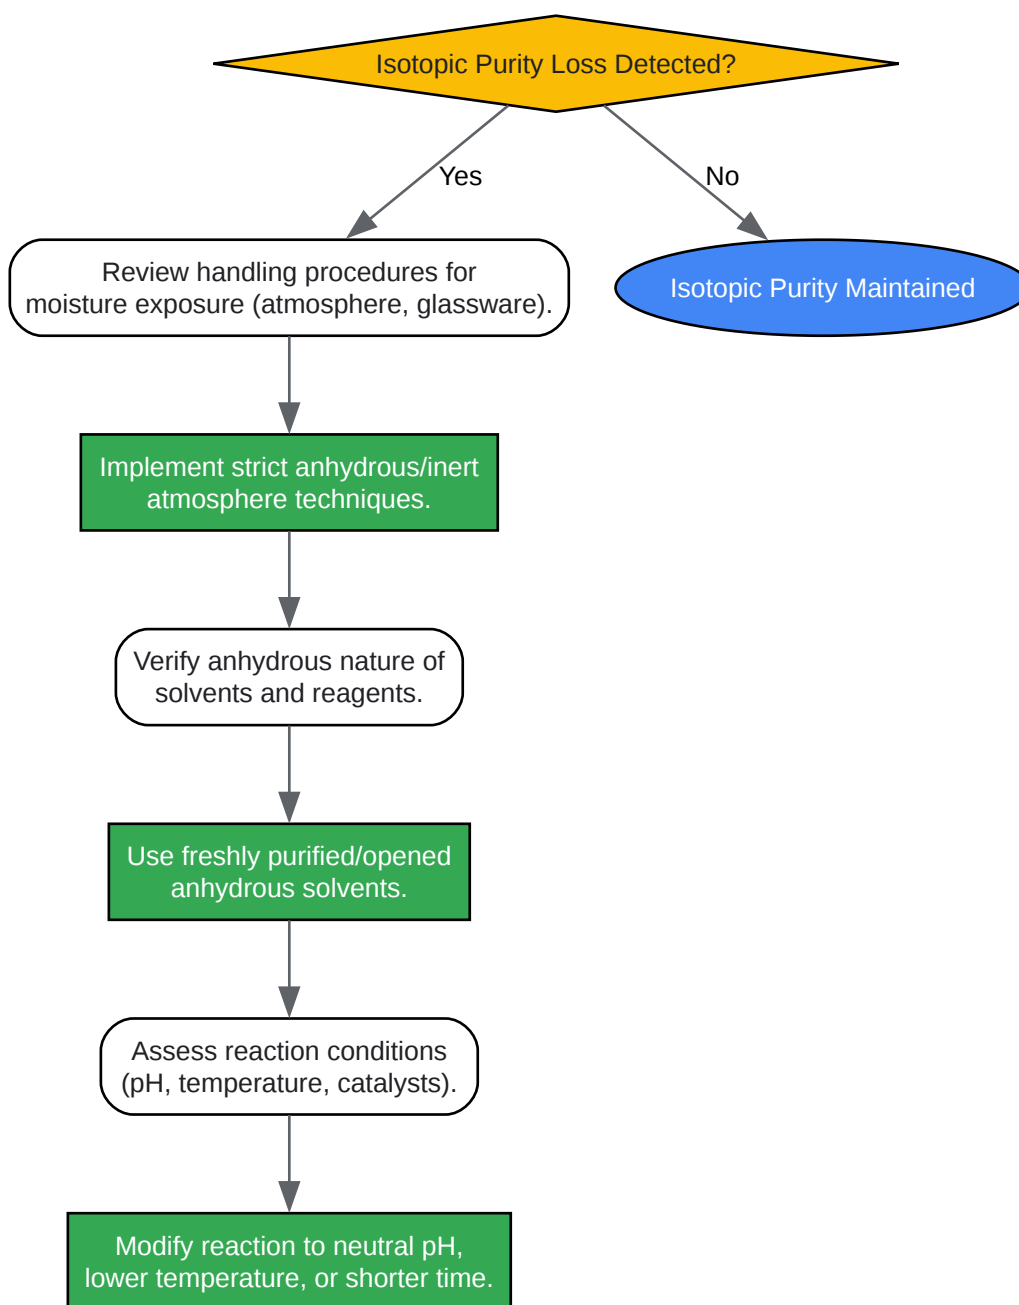 Isotopic Purity Loss Detected?
Yes
No
Review handling procedures for
moisture exposure (atmosphere, glassware).
Isotopic Purity Maintained
Implement strict anhydrous/inert
atmosphere techniques.
Verify anhydrous nature of
solvents and reagents.
Use freshly purified/opened
anhydrous solvents.
Assess reaction conditions
(pH, temperature, catalysts).
Modify reaction to neutral pH,
lower temperature, or shorter time.